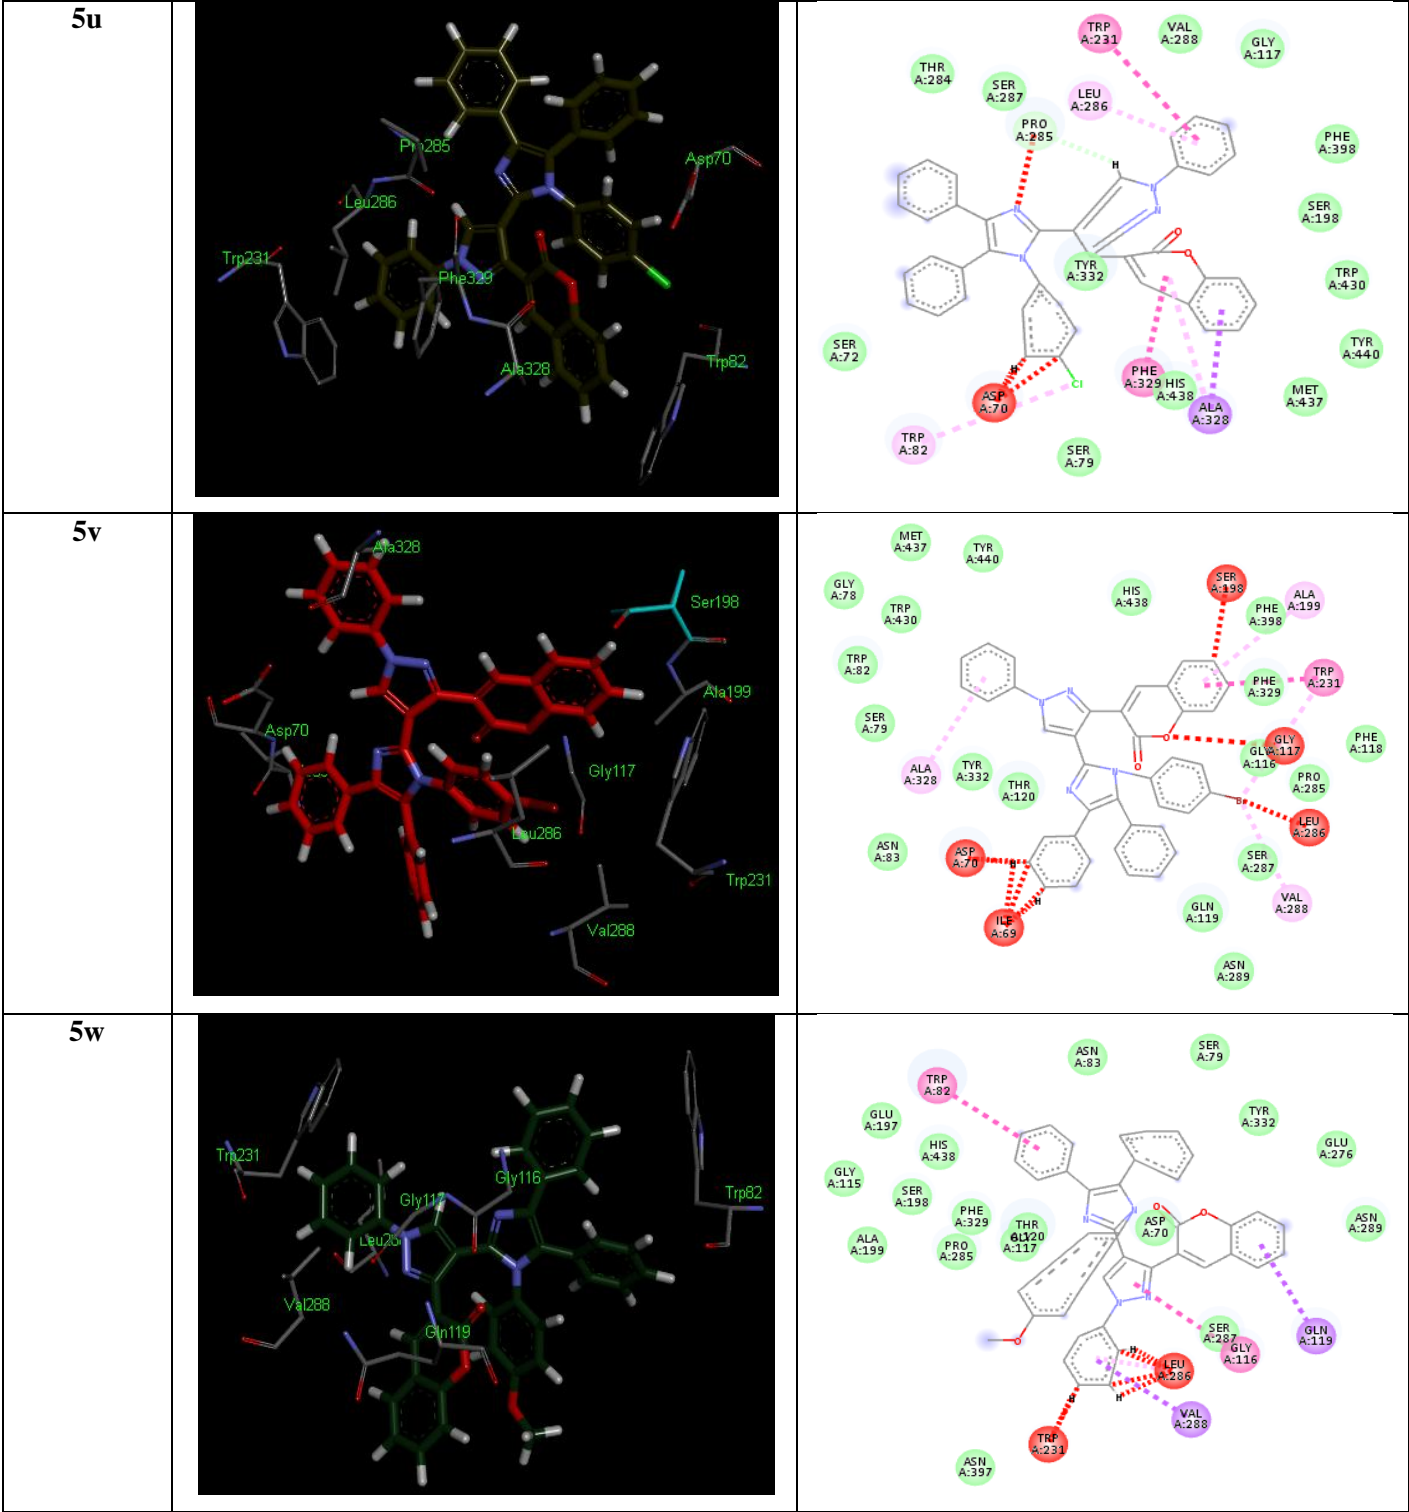 5u
Pro285
Asp70
Leu286
Trp231
Phe329
Ala328
Trp82
TRP
A:231
VAL
A:288
GLY
A:117
THR
A:284
SER
A:287
LEU
A:286
PRO
A:285
PHE
A:398
SER
A:198
TYR
A:332
TRP
A:430
SER
A:72
TYR
A:440
PHE
A:329
HIS
A:438
MET
A:437
ASP
A:70
ALA
A:328
TRP
A:82
SER
A:79
H
N
N
N
N
O
O
H
Cl
5v
Ala328
Ser198
Ala199
Asp70
Gly117
Leu286
Trp231
Val288
MET
A:437
TYR
A:440
GLY
A:78
HIS
A:438
SER
A:198
ALA
A:199
TRP
A:430
PHE
A:398
TRP
A:82
PHE
A:329
TRP
A:231
SER
A:79
GLY
A:117
PHE
A:118
GLY
A:116
ALA
A:328
TYR
A:332
THR
A:120
PRO
A:285
LEU
A:286
ASN
A:83
ASP
A:70
SER
A:287
VAL
A:288
ILE
A:69
GLN
A:119
ASN
A:289
N
N
O
O
N
N
H
H
5w
Trp231
Gly116
Trp82
Val288
Gln119
ASN
A:83
SER
A:79
TRP
A:82
GLU
A:197
TYR
A:332
HIS
A:438
GLU
A:276
GLY
A:115
SER
A:198
PHE
A:329
THR
A:120
ASP
A:70
ASN
A:289
ALA
A:199
PRO
A:285
GLY
A:117
SER
A:287
GLY
A:116
GLN
A:119
LEU
A:286
VAL
A:288
TRP
A:231
ASN
A:397
N
N
O
O
N
N
O
H
H
H